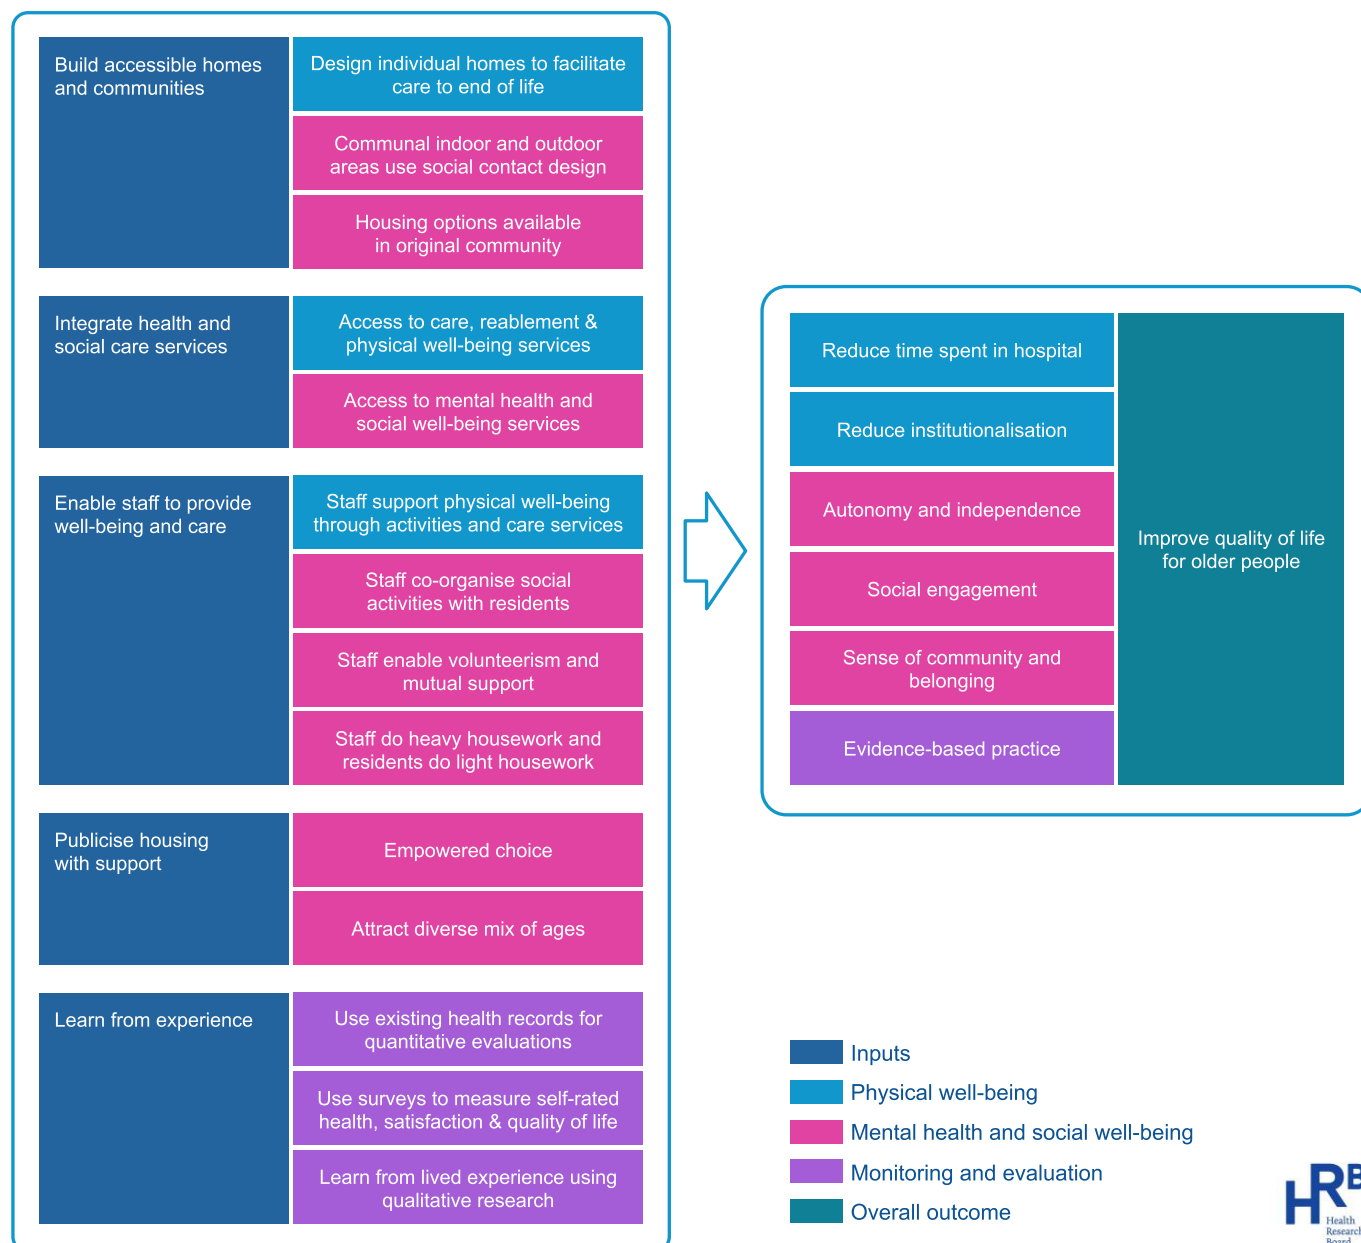 Build accessible homes
and communities
Design individual homes to facilitate
care to end of life
Communal indoor and outdoor
areas use social contact design
Housing options available
in original community
Integrate health and
social care services
Access to care, reablement &
physical well-being services
Access to mental health and
social well-being services
Enable staff to provide
well-being and care
Staff support physical well-being
through activities and care services
Staff co-organise social
activities with residents
Staff enable volunteerism and
mutual support
Staff do heavy housework and
residents do light housework
Publicise housing
with support
Empowered choice
Attract diverse mix of ages
Learn from experience
Use existing health records for
quantitative evaluations
Use surveys to measure self-rated
health, satisfaction & quality of life
Learn from lived experience using
qualitative research
Reduce time spent in hospital
Reduce institutionalisation
Autonomy and independence
Social engagement
Sense of community and
belonging
Evidence-based practice
Improve quality of life
for older people
Inputs
Physical well-being
Mental health and social well-being
Monitoring and evaluation
Overall outcome
HRB
Health
Research
Board